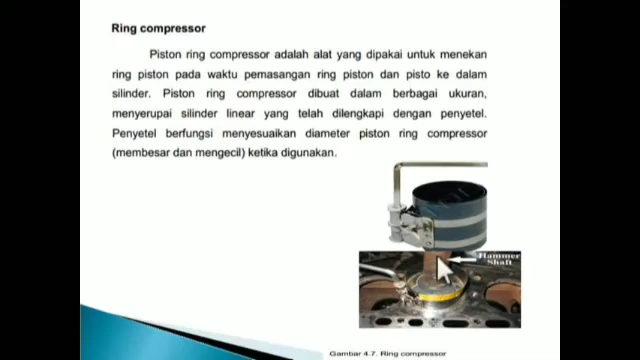 Ring compressor
Piston ring compressor adalah alat yang dipakai untuk menekan
ring piston pada waktu pemasangan ring piston dan pisto ke dalam
silinder. Piston ring compressor dibuat dalam berbagai ukuran,
menyerupai silinder linear yang telah dilengkapi dengan penyetel.
Penyetel berfungsi menyesuaikan diameter piston ring compressor
(membesar dan mengecil) ketika digunakan.
Hammer
Shaft
Gambar 4.7. Ring compressor